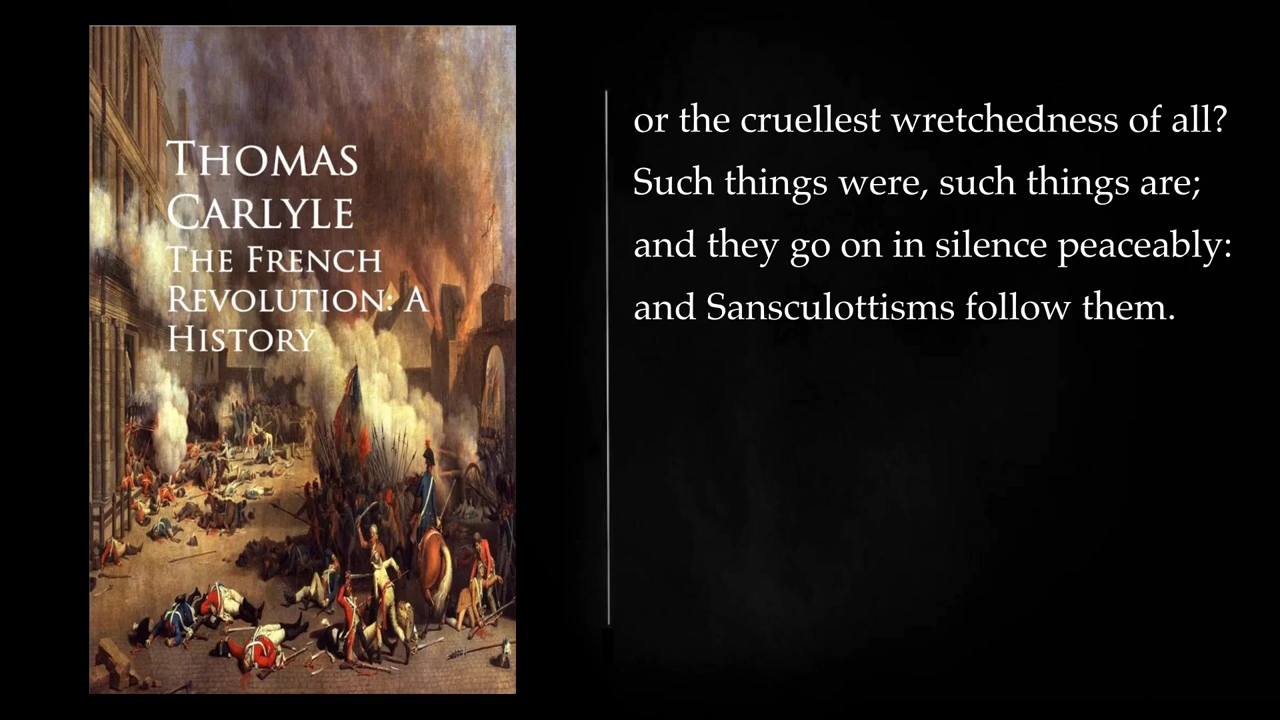 THOMAS
CARLYLE
THE FRENCH
REVOLUTION: A
HISTORY
or the cruellest wretchedness of all?
Such things were, such things are;
and they go on in silence peaceably:
and Sansculottisms follow them.